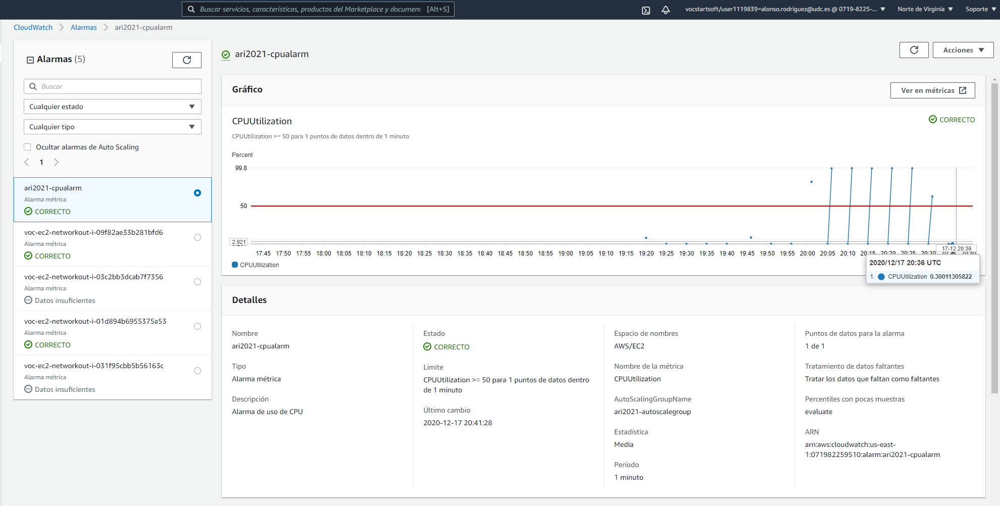 Buscar servicios, características, productos del Marketplace y document [Alt+S]
vocstartsoft/user1119839=alonso.rodriguez@udc.es @ 0719-8225-...
Norte de Virginia
Soporte
CloudWatch
Alarmas
ari2021-cpualarm
Alarmas (5)
Buscar
Cualquier estado
Cualquier tipo
Ocultar alarmas de Auto Scaling
1
ari2021-cpualarm
Alarma métrica
CORRECTO
voc-ec2-networkout-i-09f82ae33b281bfd6
Alarma métrica
CORRECTO
voc-ec2-networkout-i-03c2bb3dcab7f7356
Alarma métrica
Datos insuficientes
voc-ec2-networkout-i-01d894b6955375a53
Alarma métrica
CORRECTO
voc-ec2-networkout-i-031f95cbb5b56163c
Alarma métrica
Datos insuficientes
ari2021-cpualarm
Acciones
Gráfico
Ver en métricas
CPUUtilization
CORRECTO
CPUUtilization >= 50 para 1 puntos de datos dentro de 1 minuto
Percent
99.8
50
2.921
17:45 17:50 17:55 18:00 18:05 18:10 18:15 18:20 18:25 18:30 18:35 18:40 18:45 18:50 18:55 19:00 19:05 19:10 19:15 19:20 19:25 19:30 19:35 19:40 19:45 19:50 19:55 20:00 20:05 20:10 20:15 20:20 20:25 20:30 20:40
17-12 20:36
CPUUtilization
2020/12/17 20:36 UTC
1. CPUUtilization 0.30011305822
Detalles
Nombre
ari2021-cpualarm
Tipo
Alarma métrica
Descripción
Alarma de uso de CPU
Estado
CORRECTO
Límite
CPUUtilization >= 50 para 1 puntos de datos dentro
de 1 minuto
Último cambio
2020-12-17 20:41:28
Espacio de nombres
AWS/EC2
Nombre de la métrica
CPUUtilization
AutoScalingGroupName
ari2021-autoscalegroup
Estadística
Media
Período
1 minuto
Puntos de datos para la alarma
1 de 1
Tratamiento de datos faltantes
Tratar los datos que faltan como faltantes
Percentiles con pocas muestras
evaluate
ARN
arn:aws:cloudwatch:us-east-
1:071982259510:alarm:ari2021-cpualarm